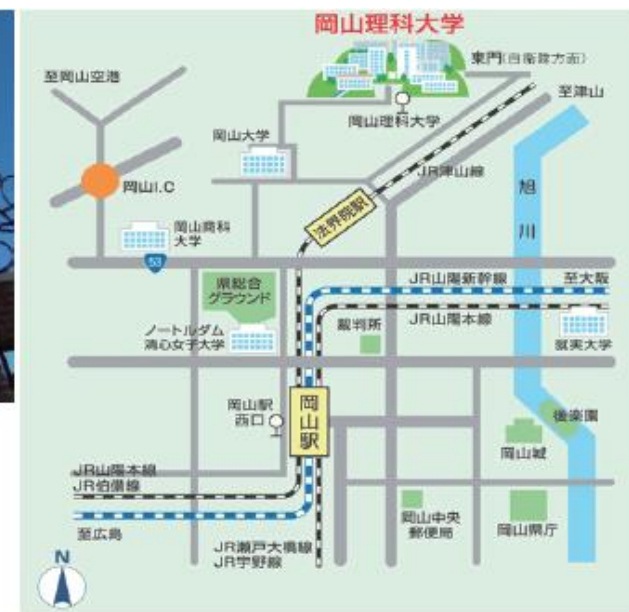 岡山理科大学
東門(自衛隊方面)
至岡山空港
至津山
岡山理科大学
岡山大学
JR津山線
岡山I.C
旭川
法界院駅
岡山商科
大学
53
県総合
グラウンド
JR山陽新幹線
至大阪
ノートルダム
清心女子大学
裁判所
JR山陽本線
就実大学
岡山駅
西口
岡山駅
後楽園
岡山城
JR山陽本線
JR伯備線
岡山中央
郵便局
岡山県庁
至広島
JR瀬戸大橋線
JR宇野線
N